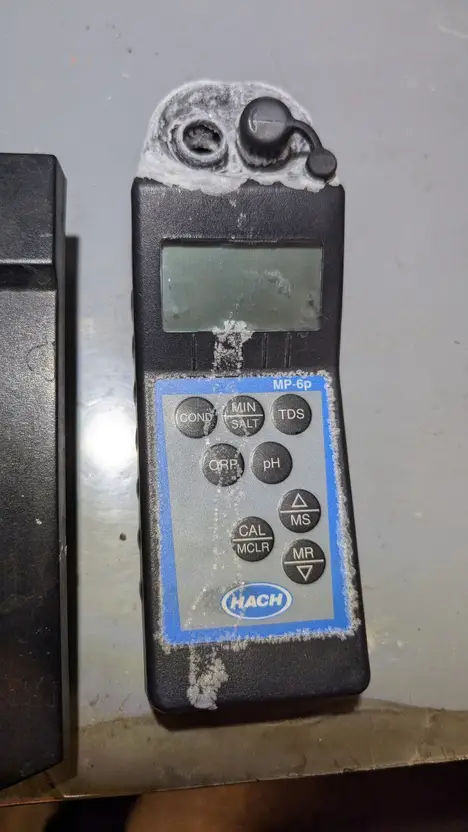 MP-6p
COND
MIN
SALT
TDS
ORP
pH
△
MS
CAL
MCLR
MR
▽
HACH